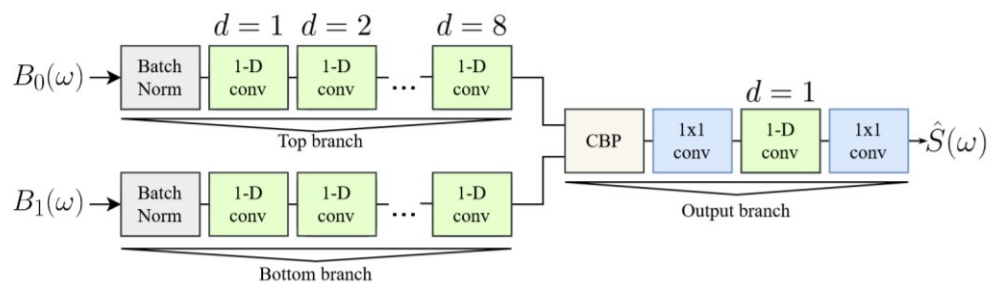 d = 1 d = 2 d = 8
B₀(ω) Batch Norm 1-D conv 1-D conv ... 1-D conv
Top branch
d = 1
CBP 1x1 conv 1-D conv 1x1 conv Ŝ(ω)
Output branch
B₁(ω) Batch Norm 1-D conv 1-D conv ... 1-D conv
Bottom branch